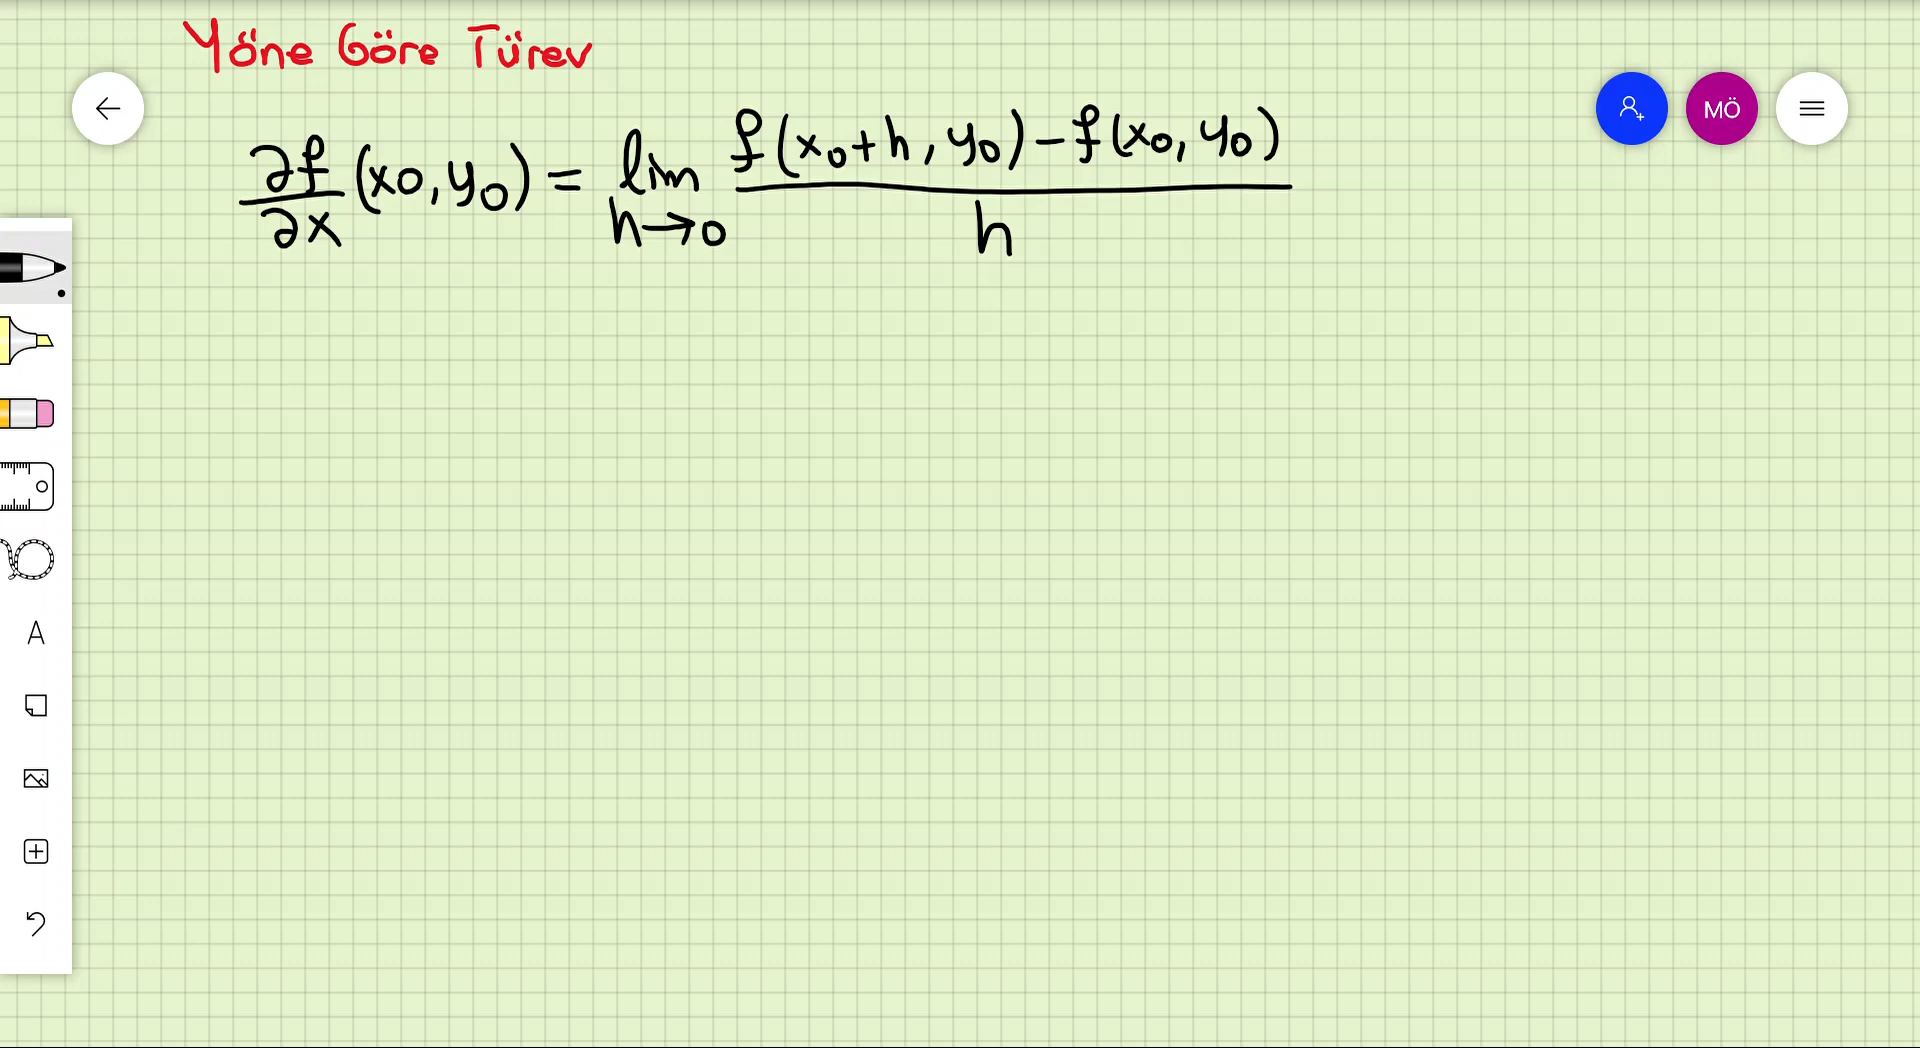 Yöne Göre Türev
MÖ
∂f/∂x (x0, y0) = lim h→0 f(x0+h, y0) - f(x0, y0) / h
A